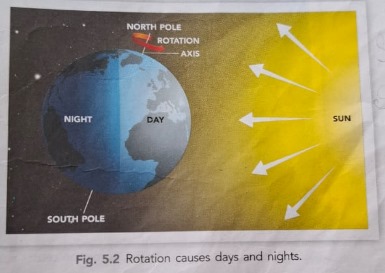 NORTH POLE
ROTATION
AXIS
NIGHT
DAY
SUN
SOUTH POLE
Fig. 5.2 Rotation causes days and nights.